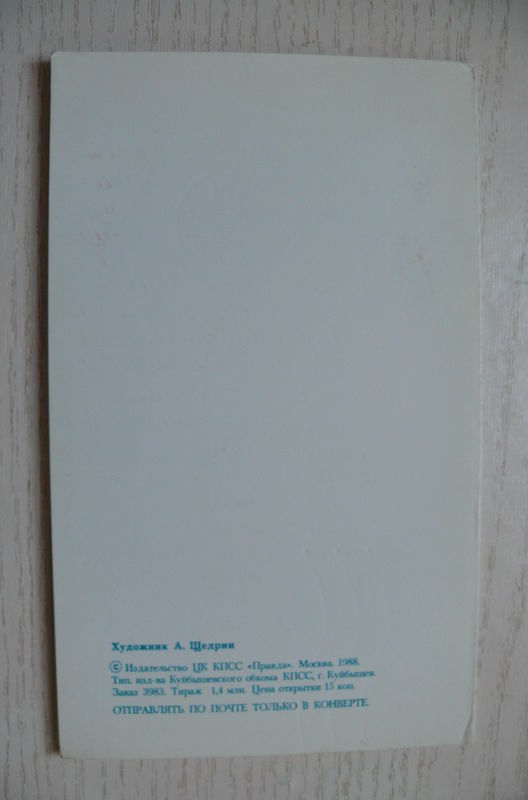 Художник А. Щедрин
© Издательство ЦК КПСС «Правда». Москва. 1988.
Тип. изд-ва Куйбышевского обкома КПСС, г. Куйбышев.
Заказ 3983. Тираж 1,4 млн. Цена открытки 15 коп.
ОТПРАВЛЯТЬ ПО ПОЧТЕ ТОЛЬКО В КОНВЕРТЕ.